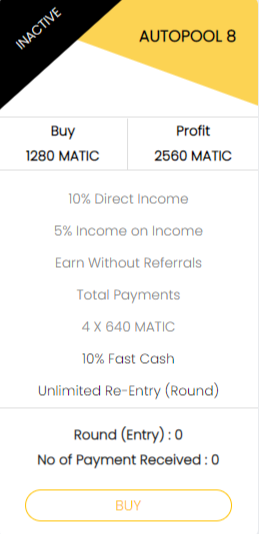 INACTIVE
AUTOPOOL 8
Buy
1280 MATIC
Profit
2560 MATIC
10% Direct Income
5% Income on Income
Earn Without Referrals
Total Payments
4 X 640 MATIC
10% Fast Cash
Unlimited Re-Entry (Round)
Round (Entry) : 0
No of Payment Received : 0
BUY